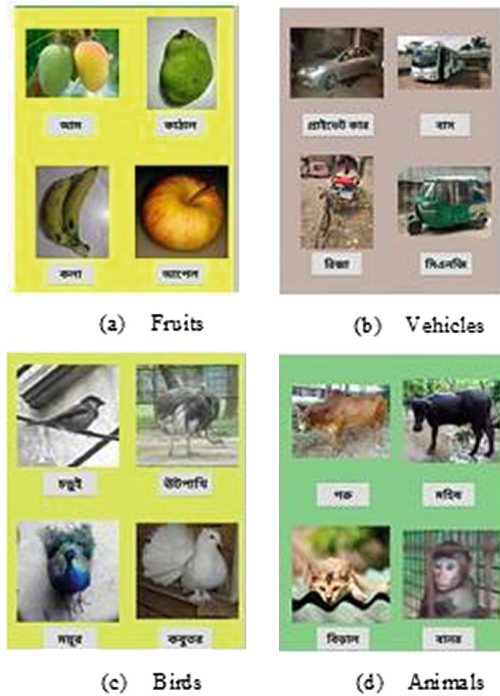 আম
কাঠাল
কলা
আপেল
(a) Fruits
প্রাইভেট কার
বাস
রিক্সা
সিএনজি
(b) Vehicles
চড়ুই
উটপাখি
ময়ূর
কবুতর
(c) Birds
গরু
মহিষ
বিড়াল
বানর
(d) Animals